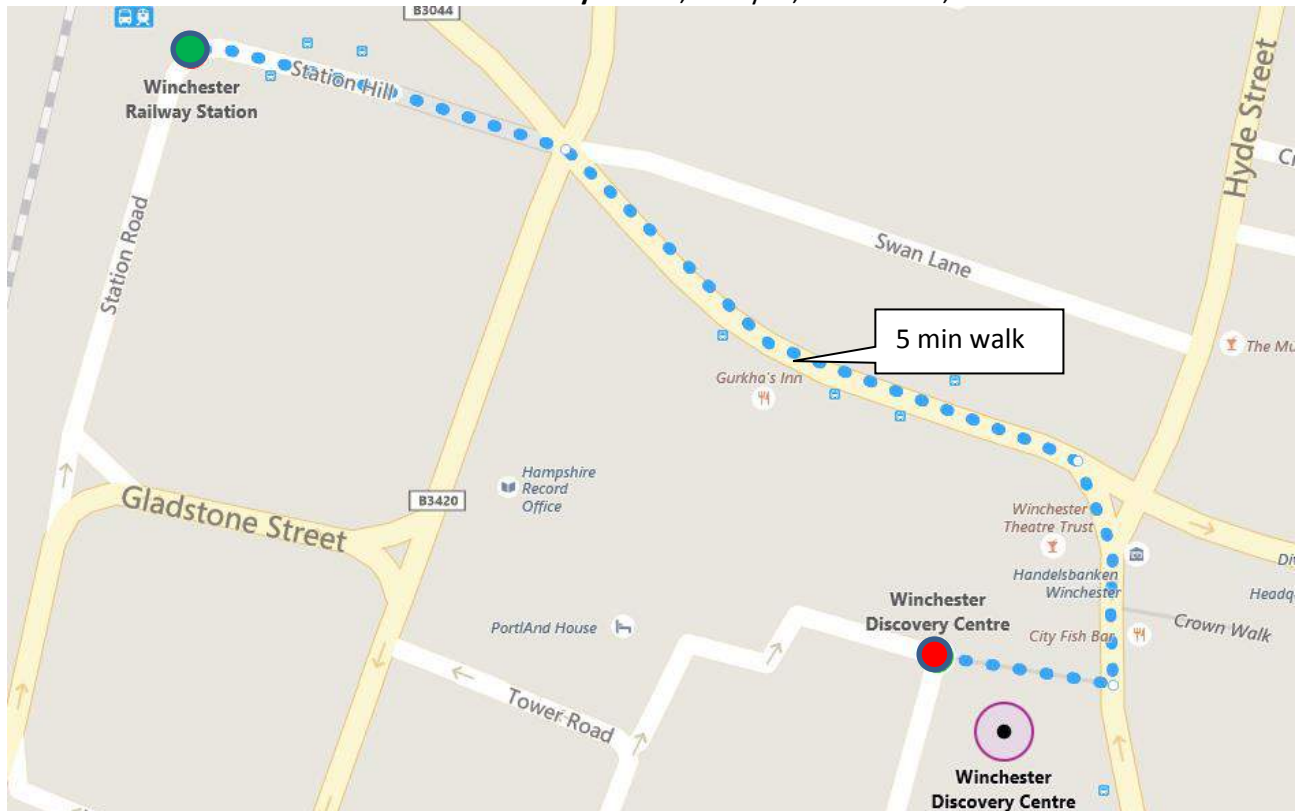 B3044
Winchester
Railway Station
Station Hill
Hyde Street
Station Road
Swan Lane
5 min walk
The Mu
Gurkha's Inn
Hampshire
Record
Office
B3420
Gladstone Street
Winchester
Theatre Trust
Handelsbanken
Winchester
Winchester
Discovery Centre
Headq
Crown Walk
City Fish Bar
PortlAnd House
Tower Road
Winchester
Discovery Centre